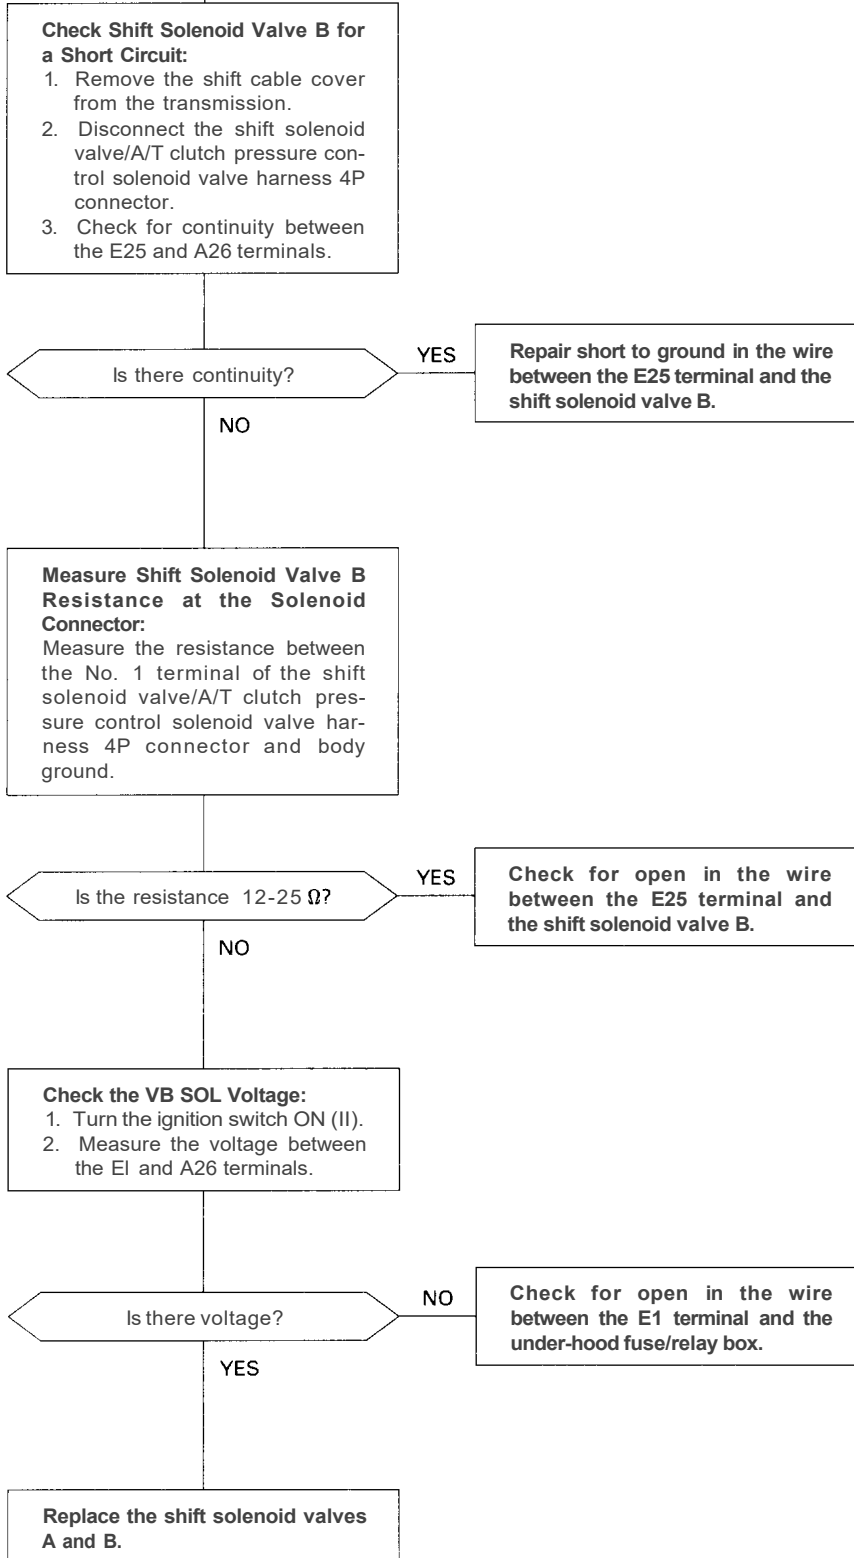 Check Shift Solenoid Valve B for
a Short Circuit:
1. Remove the shift cable cover
from the transmission.
2. Disconnect the shift solenoid
valve/A/T clutch pressure con-
trol solenoid valve harness 4P
connector.
3. Check for continuity between
the E25 and A26 terminals.
Is there continuity?
YES
Repair short to ground in the wire
between the E25 terminal and the
shift solenoid valve B.
NO
Measure Shift Solenoid Valve B
Resistance at the Solenoid
Connector:
Measure the resistance between
the No. 1 terminal of the shift
solenoid valve/A/T clutch pres-
sure control solenoid valve har-
ness 4P connector and body
ground.
Is the resistance 12-25 Ω?
YES
Check for open in the wire
between the E25 terminal and
the shift solenoid valve B.
NO
Check the VB SOL Voltage:
1. Turn the ignition switch ON (II).
2. Measure the voltage between
the El and A26 terminals.
Is there voltage?
NO
Check for open in the wire
between the E1 terminal and the
under-hood fuse/relay box.
YES
Replace the shift solenoid valves
A and B.